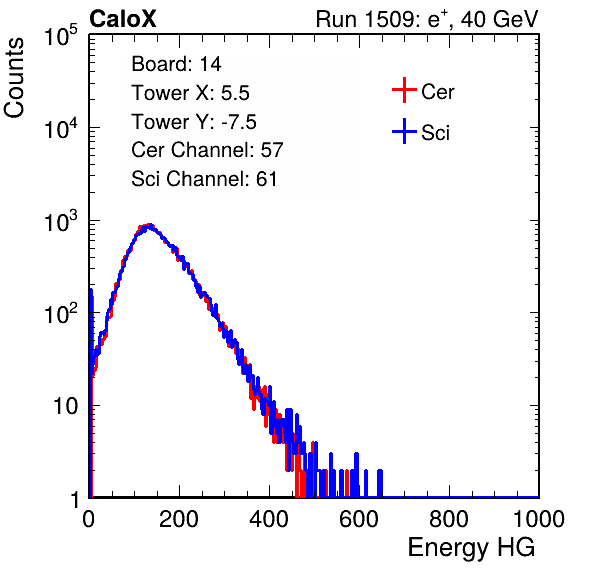 CaloX Run 1509: e+, 40 GeV
Counts
10^5
10^4
10^3
10^2
10
1
Board: 14
Tower X: 5.5
Tower Y: -7.5
Cer Channel: 57
Sci Channel: 61
Cer
Sci
0 200 400 600 800 1000
Energy HG